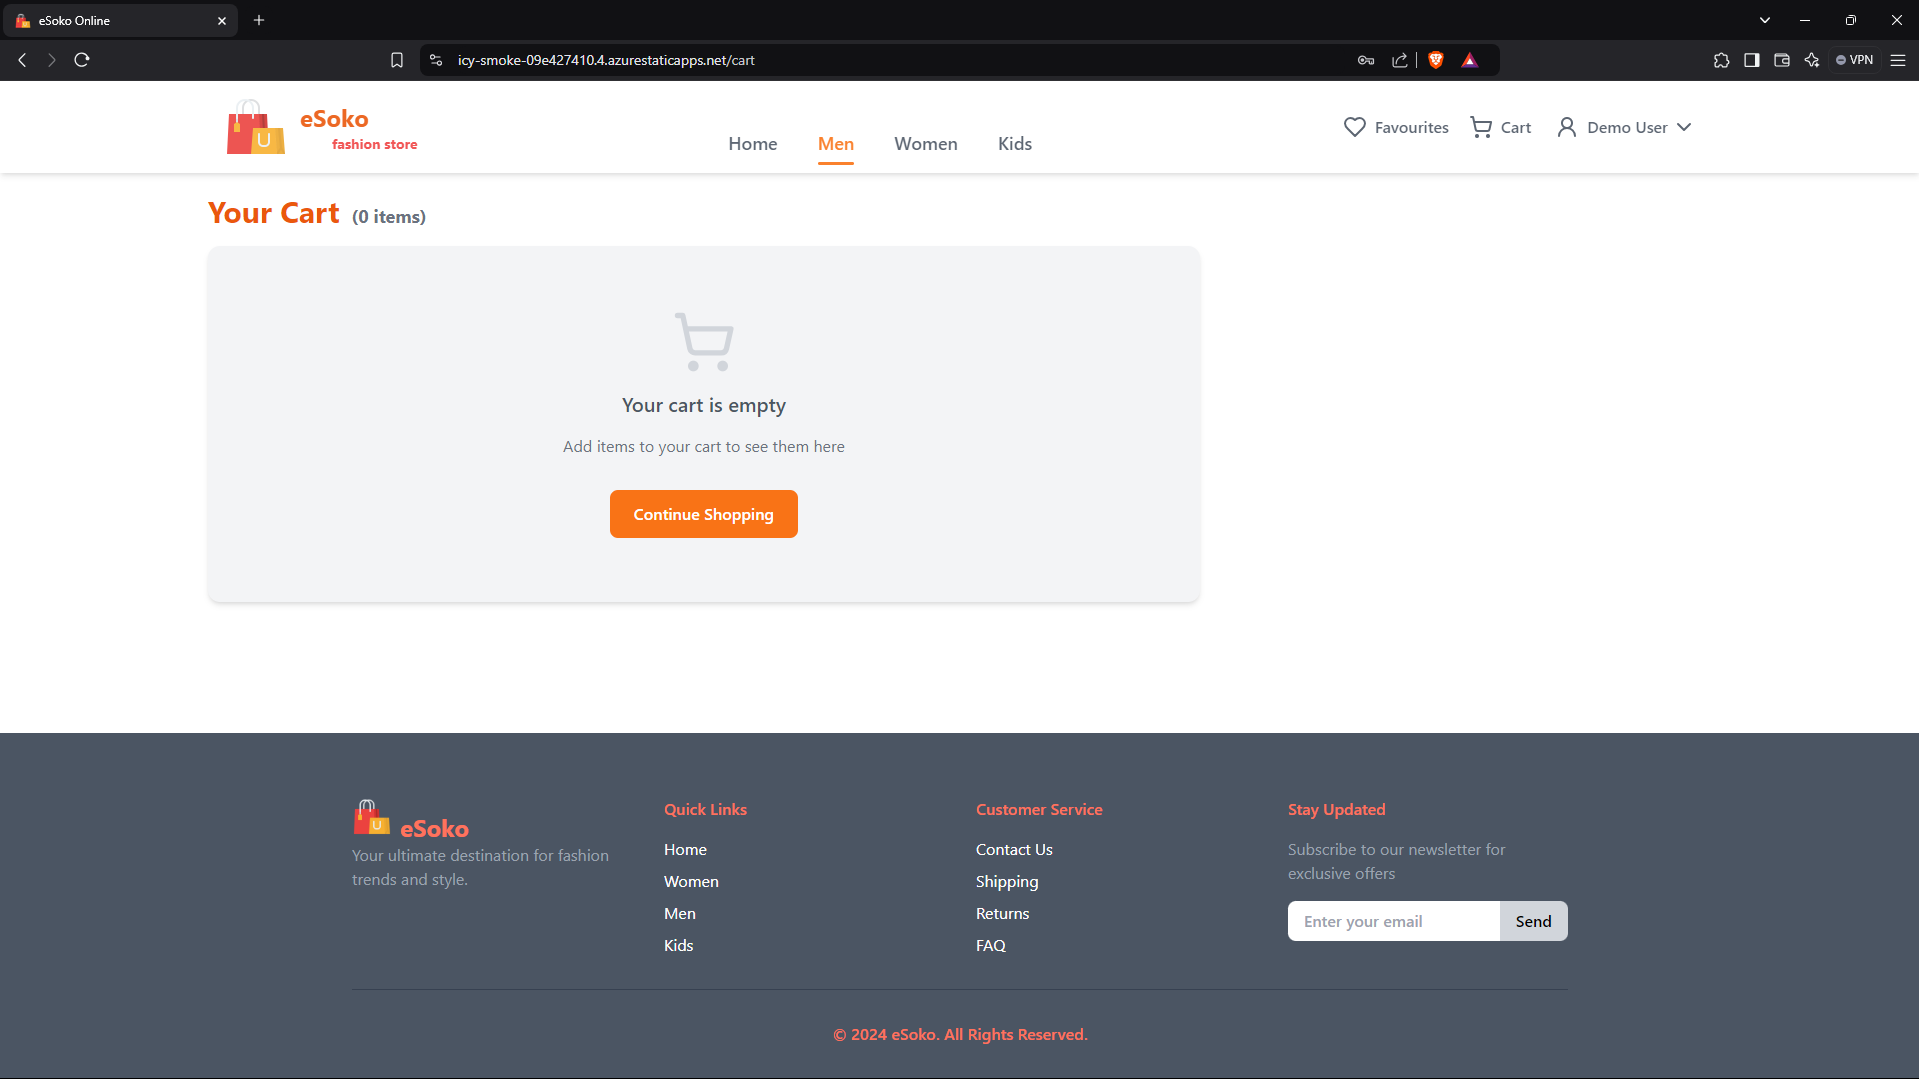 eSoko Online
icy-smoke-09e427410.4.azurestaticapps.net/cart
VPN
eSoko
fashion store
Home
Men
Women
Kids
Favourites
Cart
Demo User
Your Cart (0 items)
Your cart is empty
Add items to your cart to see them here
Continue Shopping
U
eSoko
Your ultimate destination for fashion
trends and style.
Quick Links
Home
Women
Men
Kids
Customer Service
Contact Us
Shipping
Returns
FAQ
Stay Updated
Subscribe to our newsletter for
exclusive offers
Enter your email
Send
© 2024 eSoko. All Rights Reserved.